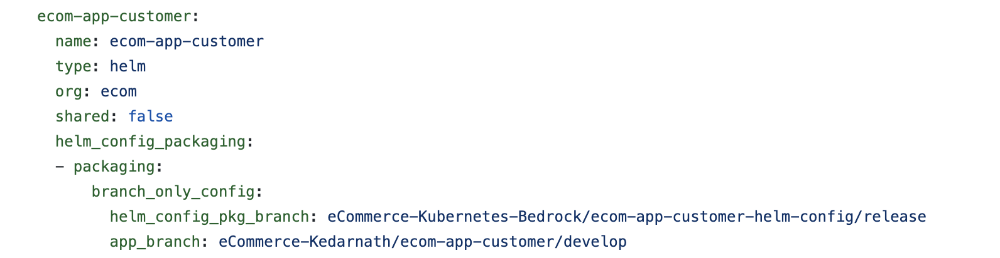 ecom-app-customer:
name: ecom-app-customer
type: helm
org: ecom
shared: false
helm_config_packaging:
- packaging:
branch_only_config:
helm_config_pkg_branch: eCommerce-Kubernetes-Bedrock/ecom-app-customer-helm-config/release
app_branch: eCommerce-Kedarnath/ecom-app-customer/develop